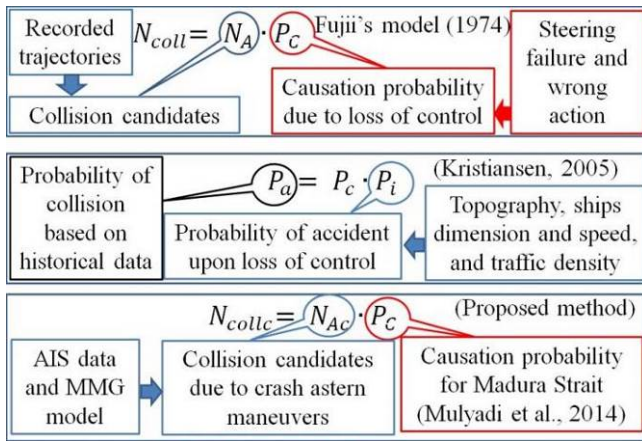 Recorded
trajectories
N_coll = N_A · P_C
Fujii's model (1974)
Steering
failure and
wrong
action
Collision candidates
Causation probability
due to loss of control
Probability of
collision
based on
historical data
P_a = P_c · P_i
(Kristiansen, 2005)
Probability of accident
upon loss of control
Topography, ships
dimension and speed,
and traffic density
N_collc = N_Ac · P_C
(Proposed method)
AIS data
and MMG
model
Collision candidates
due to crash astern
maneuvers
Causation probability
for Madura Strait
(Mulyadi et al., 2014)